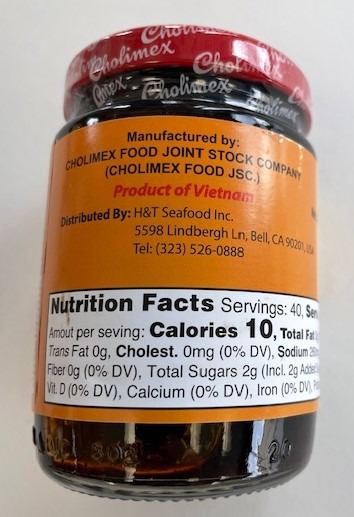 Cholimex
Cholimex
Cholimex
Cholimex
Manufactured by:
CHOLIMEX FOOD JOINT STOCK COMPANY
(CHOLIMEX FOOD JSC.)
Product of Vietnam
Distributed By: H&T Seafood Inc.
5598 Lindbergh Ln, Bell, CA 90201, USA
Tel: (323) 526-0888
Nutrition Facts Servings: 40,
Amout per seving: Calories 10, Total Fat
Trans Fat 0g, Cholest. 0mg (0% DV), Sodium
Fiber 0g (0% DV), Total Sugars 2g (Incl. 2g Added
Vit. D (0% DV), Calcium (0% DV), Iron (0% DV),